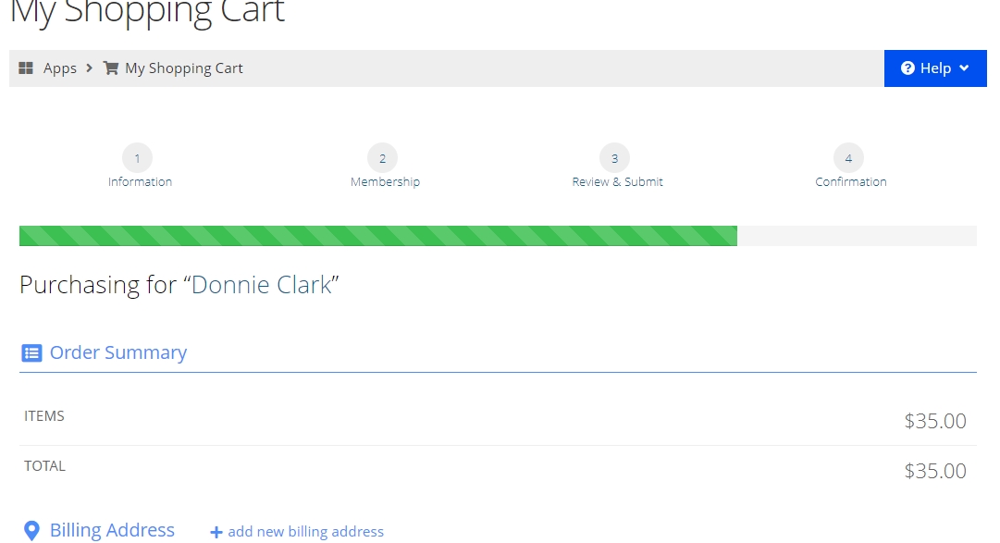 My Shopping Cart
Apps > My Shopping Cart
? Help
1 2 3 4
Information Membership Review & Submit Confirmation
Purchasing for “Donnie Clark”
Order Summary
ITEMS $35.00
TOTAL $35.00
Billing Address + add new billing address